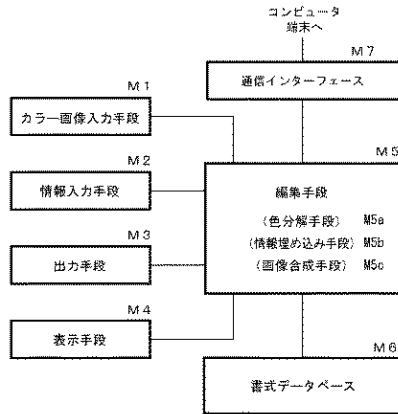 コンピュータ
端末へ
M7
通信インターフェース
M1
カラー画像入力手段
M2
情報入力手段
M3
出力手段
M4
表示手段
M5
編集手段
(色分解手段) M5a
(情報埋め込み手段) M5b
(画像合成手段) M5c
M6
書式データベース